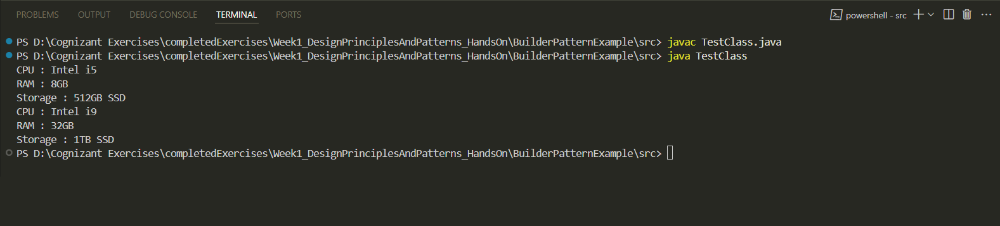 PROBLEMS OUTPUT DEBUG CONSOLE TERMINAL PORTS powershell - src
PS D:\Cognizant Exercises\completedExercises\Week1_DesignPrinciplesAndPatterns_HandsOn\BuilderPatternExample\src> javac TestClass.java
PS D:\Cognizant Exercises\completedExercises\Week1_DesignPrinciplesAndPatterns_HandsOn\BuilderPatternExample\src> java TestClass
CPU : Intel i5
RAM : 8GB
Storage : 512GB SSD
CPU : Intel i9
RAM : 32GB
Storage : 1TB SSD
PS D:\Cognizant Exercises\completedExercises\Week1_DesignPrinciplesAndPatterns_HandsOn\BuilderPatternExample\src>